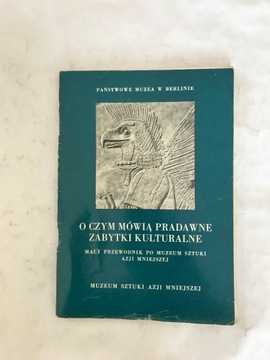 PAŃSTWOWE MUZEA W BERLINIE
O CZYM MÓWIĄ PRADAWNE
ZABYTKI KULTURALNE
MAŁY PRZEWODNIK PO MUZEUM SZTUKI
AZJI MNIEJSZEJ
MUZEUM SZTUKI AZJI MNIEJSZEJ